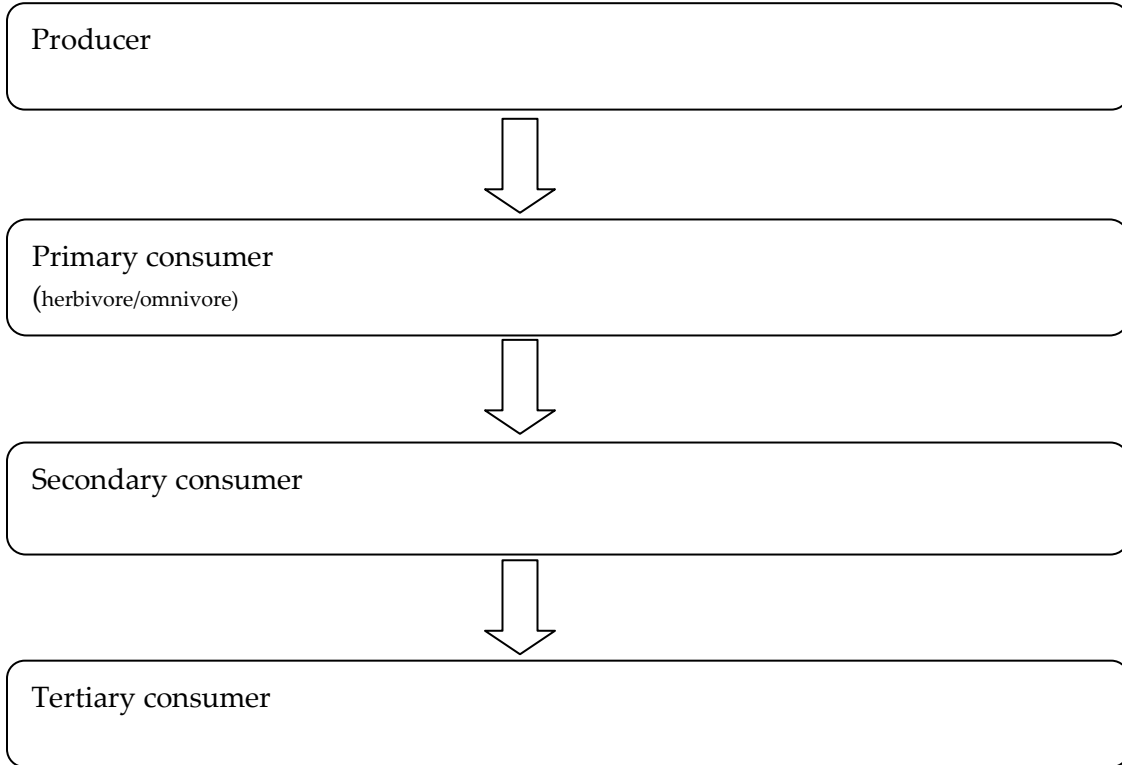 Producer
Primary consumer
(herbivore/omnivore)
Secondary consumer
Tertiary consumer